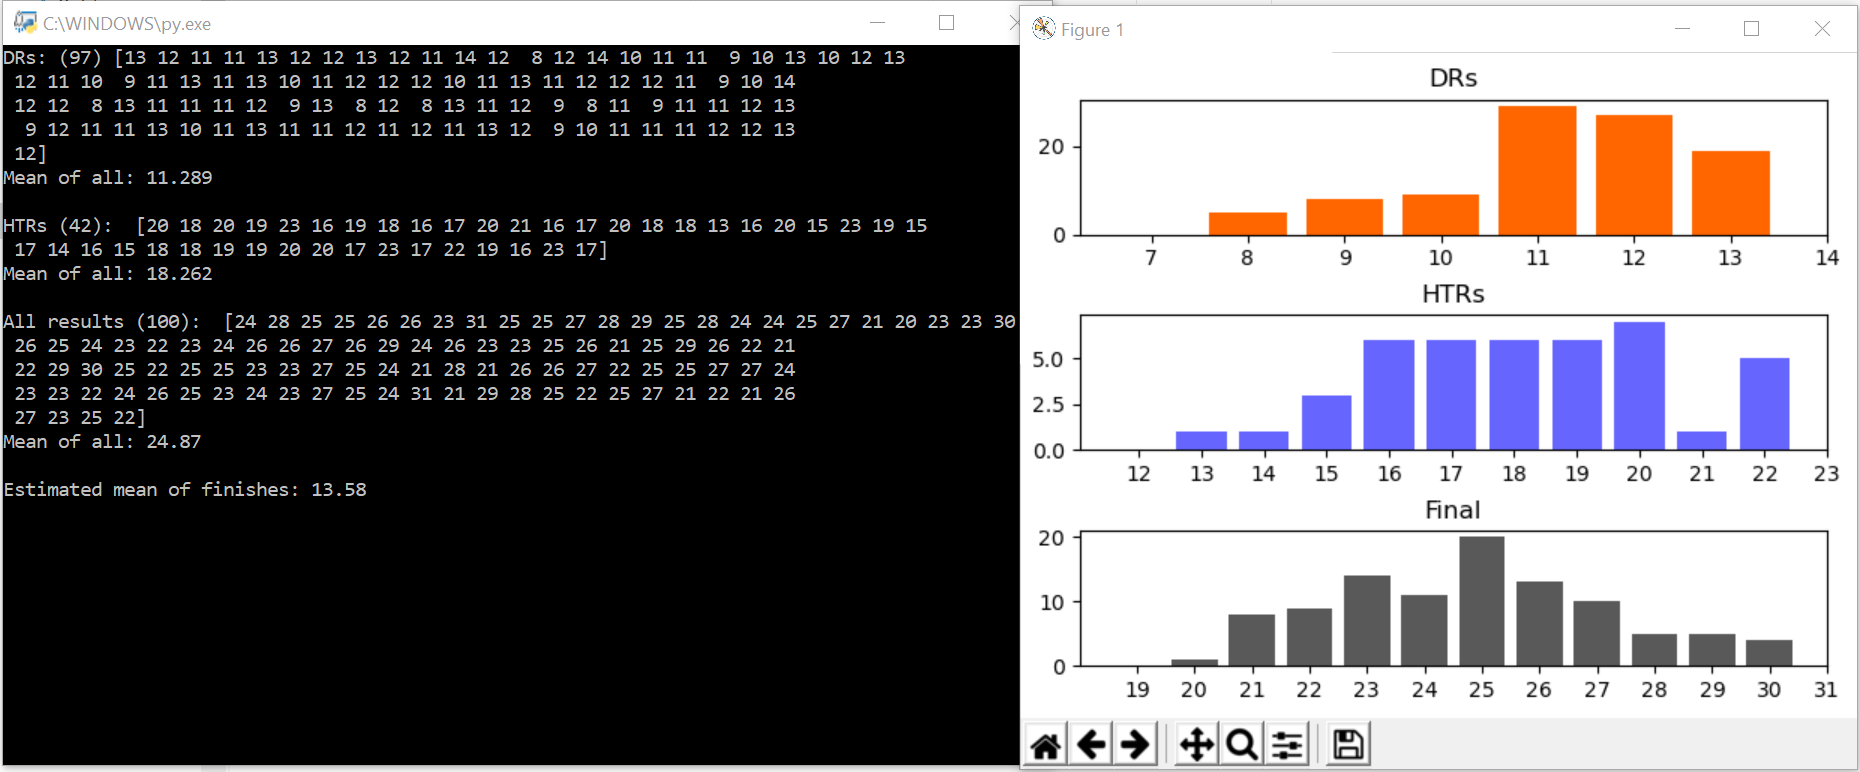 C:\WINDOWS\py.exe
DRs: (97) [13 12 11 11 13 12 12 13 12 11 14 12  8 12 14 10 11 11  9 10 13 10 12 13
 12 11 10  9 11 13 11 13 10 11 12 12 12 10 11 13 11 12 12 12 11  9 10 14
 12 12  8 13 11 11 11 12  9 13  8 12  8 13 11 12  9  8 11  9 11 11 12 13
  9 12 11 11 13 10 11 13 11 11 12 11 12 11 13 12  9 10 11 11 11 12 12 13
 12]
Mean of all: 11.289
HTRs (42):  [20 18 20 19 23 16 19 18 16 17 20 21 16 17 20 18 18 13 16 20 15 23 19 15
 17 14 16 15 18 18 19 19 20 20 17 23 17 22 19 16 23 17]
Mean of all: 18.262
All results (100):  [24 28 25 25 26 26 23 31 25 25 27 28 29 25 28 24 24 25 27 21 20 23 23 30
 26 25 24 23 22 23 24 26 26 27 26 29 24 26 23 23 25 26 21 25 29 26 22 21
 22 29 30 25 22 25 25 23 23 27 25 24 21 28 21 26 26 27 22 25 25 27 27 24
 23 23 22 24 26 25 23 24 23 27 25 24 31 21 29 28 25 22 25 27 21 22 21 26
 27 23 25 22]
Mean of all: 24.87
Estimated mean of finishes: 13.58
Figure 1
DRs
20
0
7 8 9 10 11 12 13 14
HTRs
5.0
2.5
0.0
12 13 14 15 16 17 18 19 20 21 22 23
Final
20
10
0
19 20 21 22 23 24 25 26 27 28 29 30 31